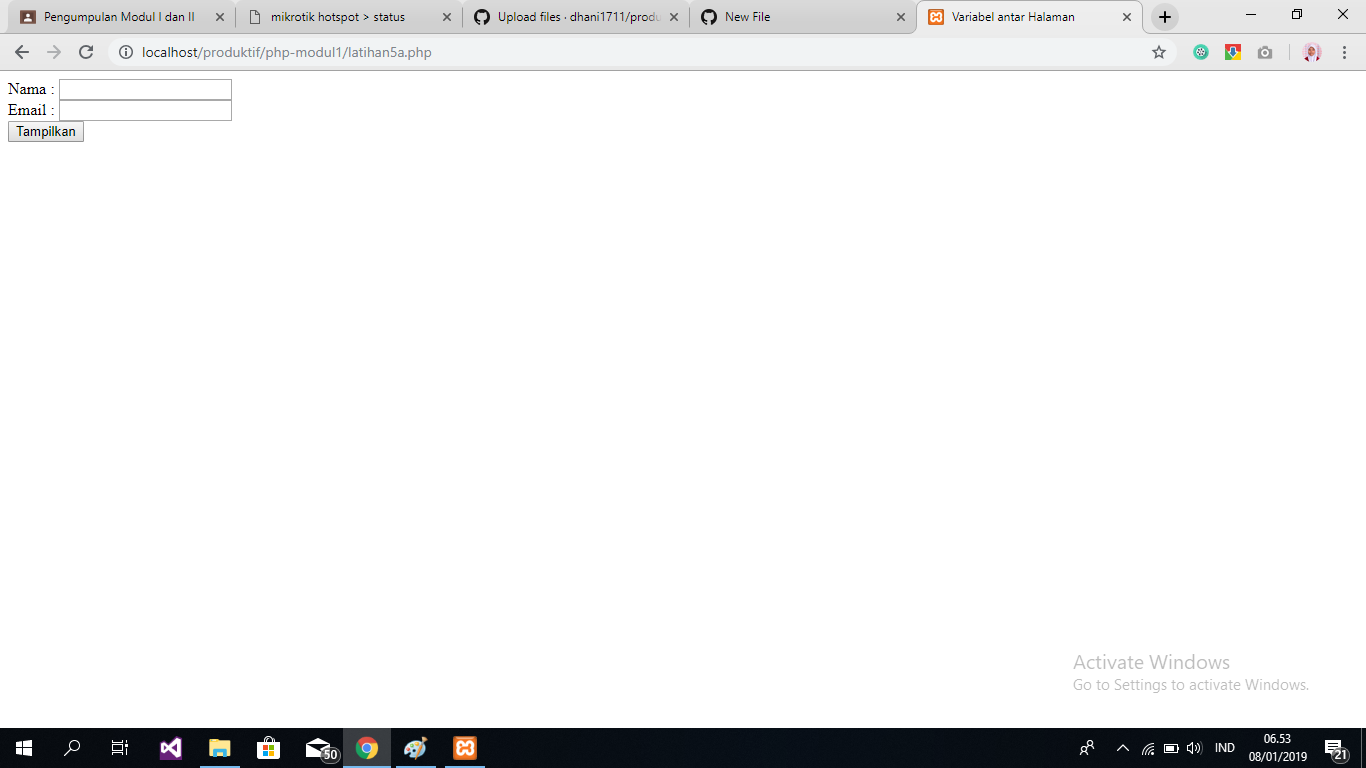 Pengumpulan Modul I dan II
mikrotik hotspot > status
Upload files · dhani1711/produ
New File
Variabel antar Halaman
localhost/produktif/php-modul1/latihan5a.php
Nama :
Email :
Tampilkan
Activate Windows
Go to Settings to activate Windows.
50
IND
06.53
08/01/2019
21